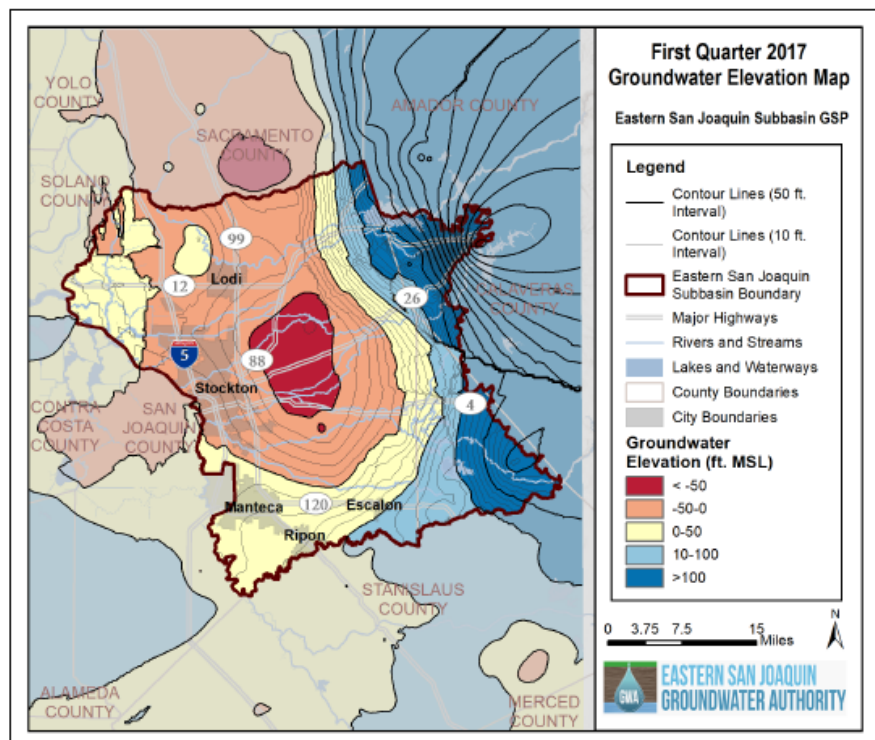 First Quarter 2017
Groundwater Elevation Map
Eastern San Joaquin Subbasin GSP
Legend
Contour Lines (50 ft.
Interval)
Contour Lines (10 ft.
Interval)
Eastern San Joaquin
Subbasin Boundary
Major Highways
Rivers and Streams
Lakes and Waterways
County Boundaries
City Boundaries
Groundwater
Elevation (ft. MSL)
< -50
-50-0
0-50
10-100
>100
N
0 3.75 7.5 15
Miles
GWA
EASTERN SAN JOAQUIN
GROUNDWATER AUTHORITY
YOLO
COUNTY
AMADOR COUNTY
SACRAMENTO
COUNTY
SOLANO
COUNTY
99
Lodi
12
26
CALAVERAS
COUNTY
5
88
Stockton
4
CONTRA
COSTA
COUNTY
SAN
JOAQUIN
COUNTY
120
Manteca
Escalon
Ripon
STANISLAUS
COUNTY
ALAMEDA
COUNTY
MERCED
COUNTY